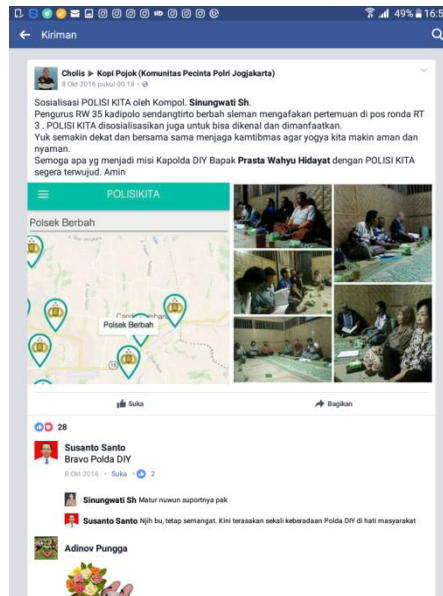 49% 16:5
Kiriman
Cholis ▶ Kopi Pojok (Komunitas Pecinta Polri Jogjakarta)
8 Okt 2016 pukul 00.18 •
Sosialisasi POLISI KITA oleh Kompol. Sinungwati Sh.
Pengurus RW 35 kadipolo sendangtirto berbah sleman mengafakan pertemuan di pos ronda RT
3 . POLISI KITA disosialisasikan juga untuk bisa dikenal dan dimanfaatkan.
Yuk semakin dekat dan bersama sama menjaga kamtibmas agar yogya kita makin aman dan
nyaman.
Semoga apa yg menjadi misi Kapolda DIY Bapak Prasta Wahyu Hidayat dengan POLISI KITA
segera terwujud. Amin
POLISIKITA
Polsek Berbah
Polsek Berbah
Suka
Bagikan
28
Susanto Santo
Bravo Polda DIY
8 Okt 2016 • Suka • 2
Sinungwati Sh Matur nuwun suportnya pak
Susanto Santo Njih bu, tetap semangat. Kini terasakan sekali keberadaan Polda DIY di hati masyarakat
Adinov Pungga